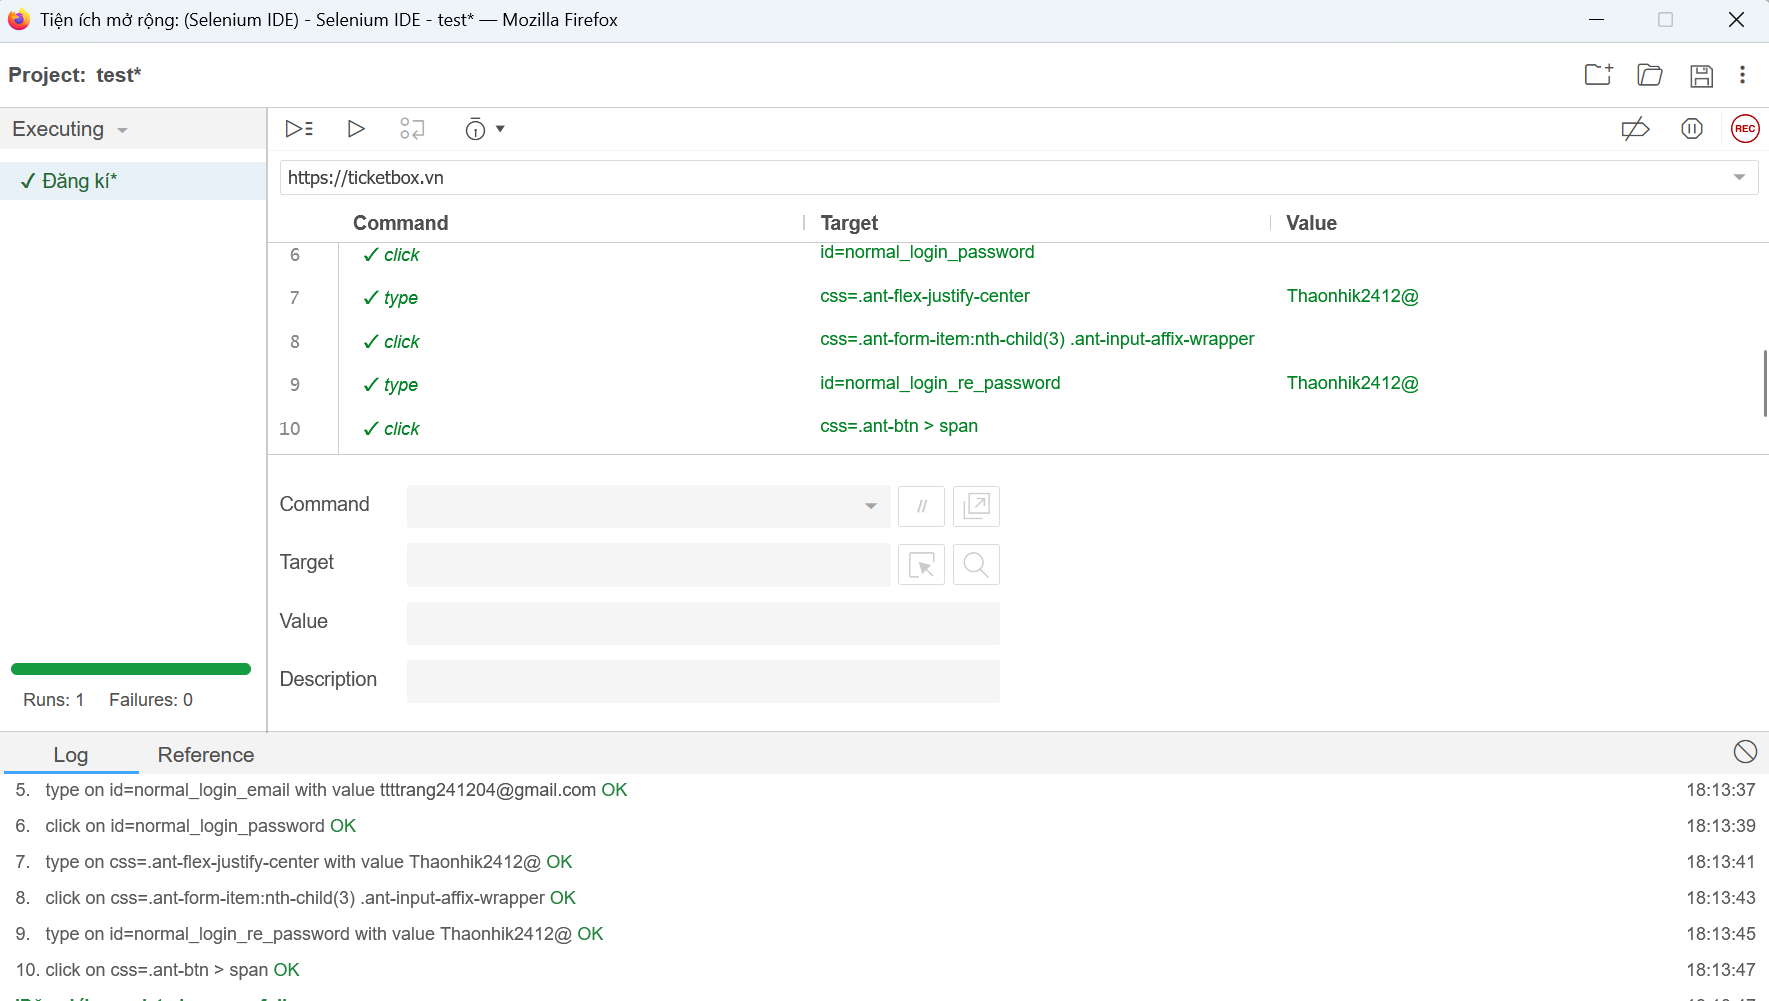 Tiện ích mở rộng: (Selenium IDE) - Selenium IDE - test* — Mozilla Firefox
Project: test*
Executing
REC
✓ Đăng kí*
https://ticketbox.vn
Command Target Value
6 ✓ click id=normal_login_password
7 ✓ type css=.ant-flex-justify-center Thaonhik2412@
8 ✓ click css=.ant-form-item:nth-child(3) .ant-input-affix-wrapper
9 ✓ type id=normal_login_re_password Thaonhik2412@
10 ✓ click css=.ant-btn > span
Command //
Target
Value
Description
Runs: 1 Failures: 0
Log Reference
5. type on id=normal_login_email with value ttttrang241204@gmail.com OK 18:13:37
6. click on id=normal_login_password OK 18:13:39
7. type on css=.ant-flex-justify-center with value Thaonhik2412@ OK 18:13:41
8. click on css=.ant-form-item:nth-child(3) .ant-input-affix-wrapper OK 18:13:43
9. type on id=normal_login_re_password with value Thaonhik2412@ OK 18:13:45
10. click on css=.ant-btn > span OK 18:13:47